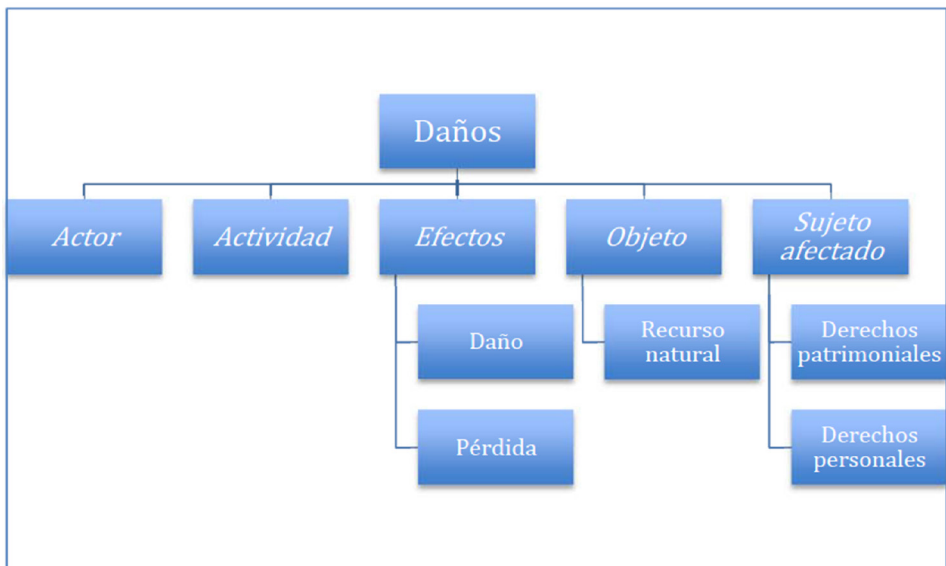 Daños
Actor
Actividad
Efectos
Objeto
Sujeto
afectado
Daño
Recurso
natural
Derechos
patrimoniales
Pérdida
Derechos
personales